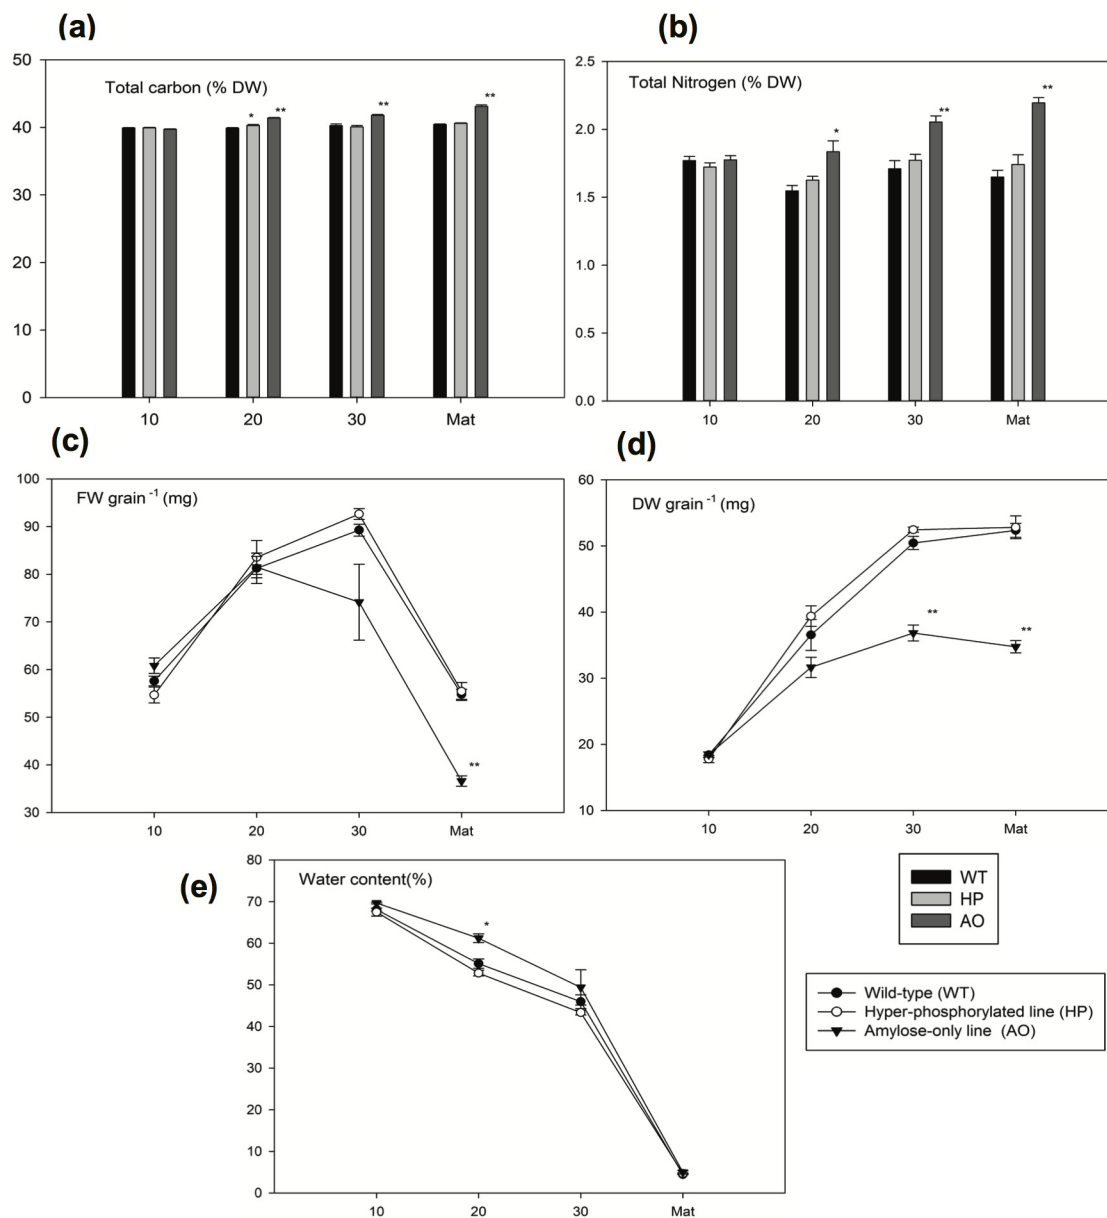 (a)
(b)
50
40
30
20
10
0
Total carbon (% DW)
*
**
**
**
10
20
30
Mat
2.5
2.0
1.5
1.0
0.5
0.0
Total Nitrogen (% DW)
*
**
**
10
20
30
Mat
(c)
(d)
100
90
80
70
60
50
40
30
FW grain -1 (mg)
**
10
20
30
Mat
60
50
40
30
20
10
DW grain -1 (mg)
**
**
10
20
30
Mat
(e)
80
70
60
50
40
30
20
10
0
Water content(%)
*
10
20
30
Mat
WT
HP
AO
Wild-type (WT)
Hyper-phosphorylated line (HP)
Amylose-only line (AO)